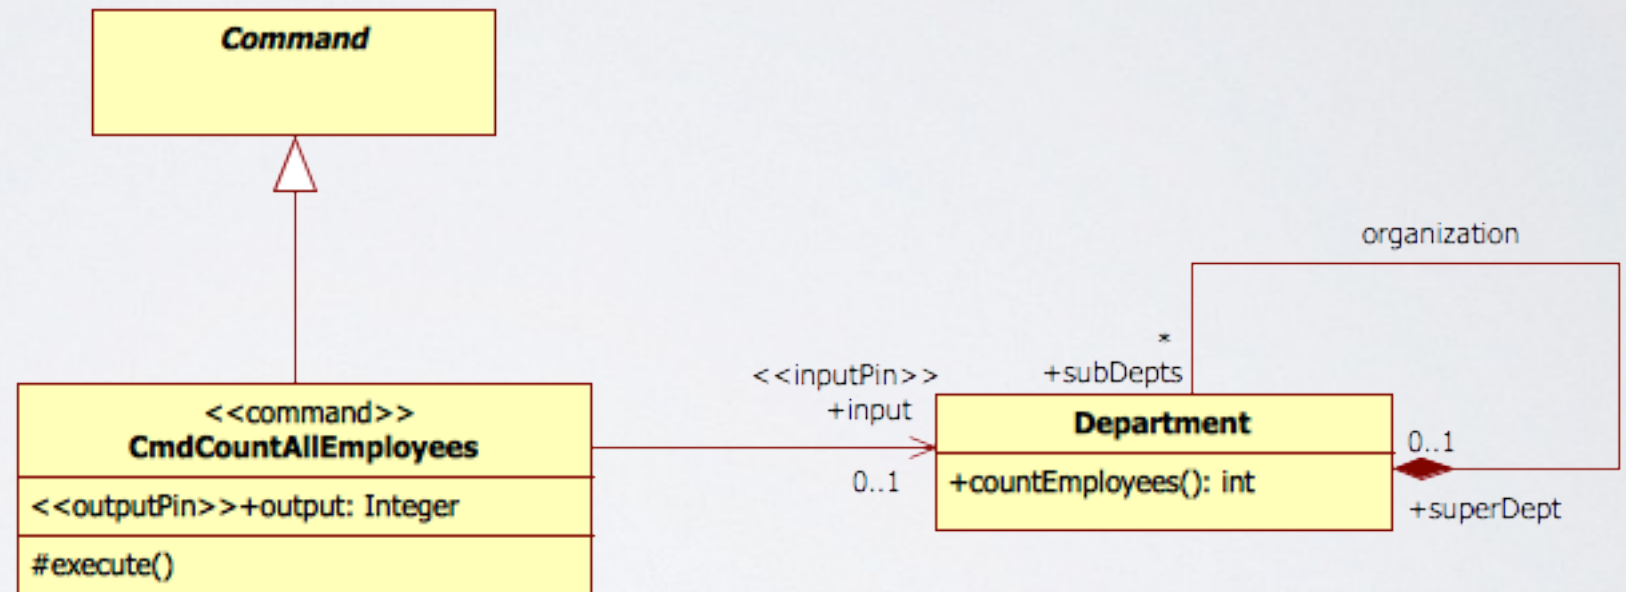 Command
organization
*
+subDepts
<<inputPin>>
+input
0..1
<<command>>
CmdCountAllEmployees
<<outputPin>>+output: Integer
#execute()
Department
+countEmployees(): int
0..1
+superDept